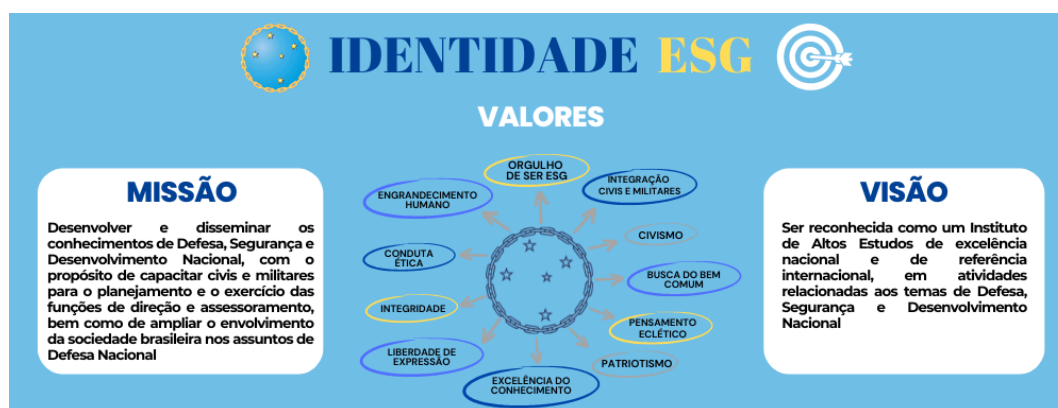 IDENTIDADE ESG
VALORES
MISSÃO
Desenvolver e disseminar os
conhecimentos de Defesa, Segurança e
Desenvolvimento Nacional, com o
propósito de capacitar civis e militares
para o planejamento e o exercício das
funções de direção e assessoramento,
bem como de ampliar o envolvimento
da sociedade brasileira nos assuntos de
Defesa Nacional
ORGULHO
DE SER ESG
INTEGRAÇÃO
CIVIS E MILITARES
CIVISMO
BUSCA DO BEM
COMUM
PENSAMENTO
ECLÉTICO
PATRIOTISMO
EXCELÊNCIA DO
CONHECIMENTO
LIBERDADE DE
EXPRESSÃO
INTEGRIDADE
CONDUTA
ÉTICA
ENGRANDECIMENTO
HUMANO
VISÃO
Ser reconhecida como um Instituto
de Altos Estudos de excelência
nacional e de referência
internacional, em atividades
relacionadas aos temas de Defesa,
Segurança e Desenvolvimento
Nacional